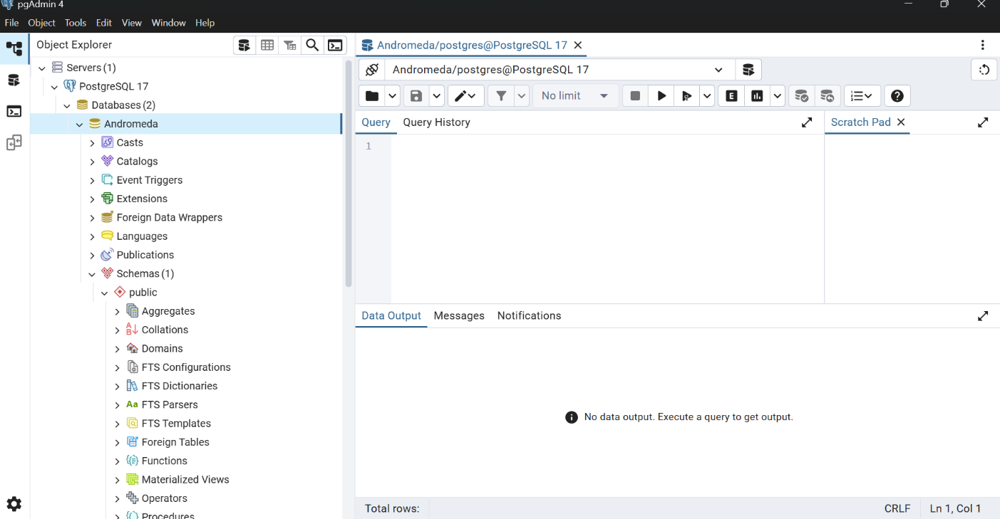 pgAdmin 4
File Object Tools Edit View Window Help
Object Explorer
Servers (1)
PostgreSQL 17
Databases (2)
Andromeda
Casts
Catalogs
Event Triggers
Extensions
Foreign Data Wrappers
Languages
Publications
Schemas (1)
public
Aggregates
Collations
Domains
FTS Configurations
FTS Dictionaries
Aa FTS Parsers
FTS Templates
Foreign Tables
Functions
Materialized Views
Operators
Procedures
Andromeda/postgres@PostgreSQL 17
Andromeda/postgres@PostgreSQL 17
No limit
E
Query Query History
Scratch Pad
1
Data Output Messages Notifications
No data output. Execute a query to get output.
Total rows:
CRLF
Ln 1, Col 1